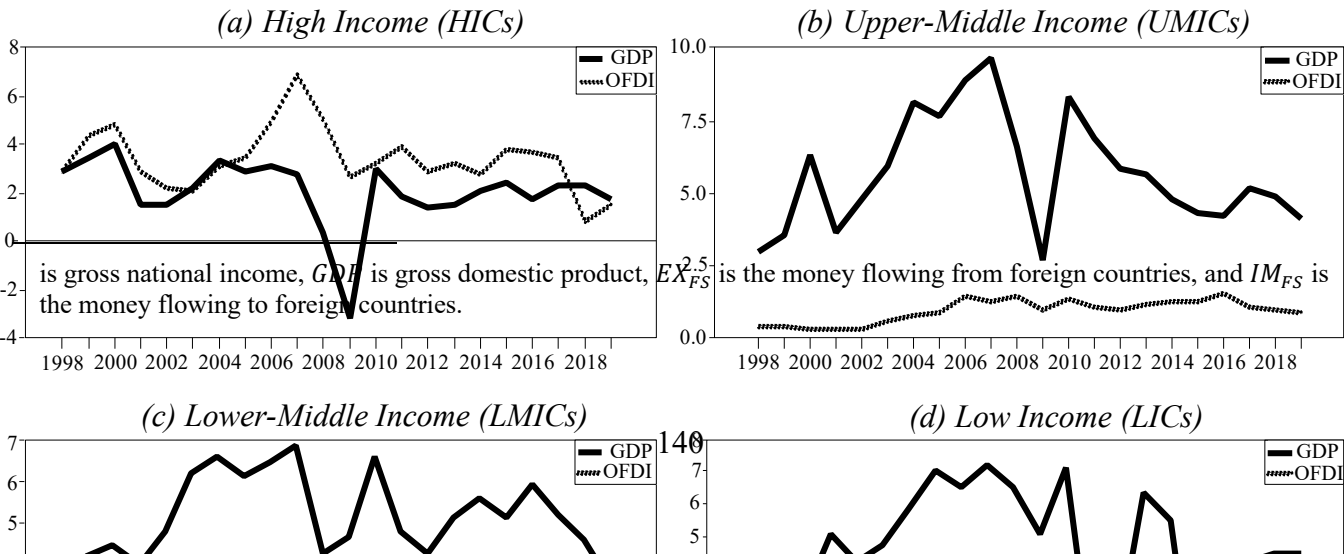 (a) High Income (HICs)
(b) Upper-Middle Income (UMICs)
8
6
4
2
0
-2
-4
GDP
OFDI
1998 2000 2002 2004 2006 2008 2010 2012 2014 2016 2018
10.0
7.5
5.0
2.5
0.0
GDP
OFDI
1998 2000 2002 2004 2006 2008 2010 2012 2014 2016 2018
is gross national income, GDP is gross domestic product, EX_FS is the money flowing from foreign countries, and IM_FS is
the money flowing to foreign countries.
(c) Lower-Middle Income (LMICs)
(d) Low Income (LICs)
7
6
5
GDP
OFDI
140
8
7
6
5
GDP
OFDI